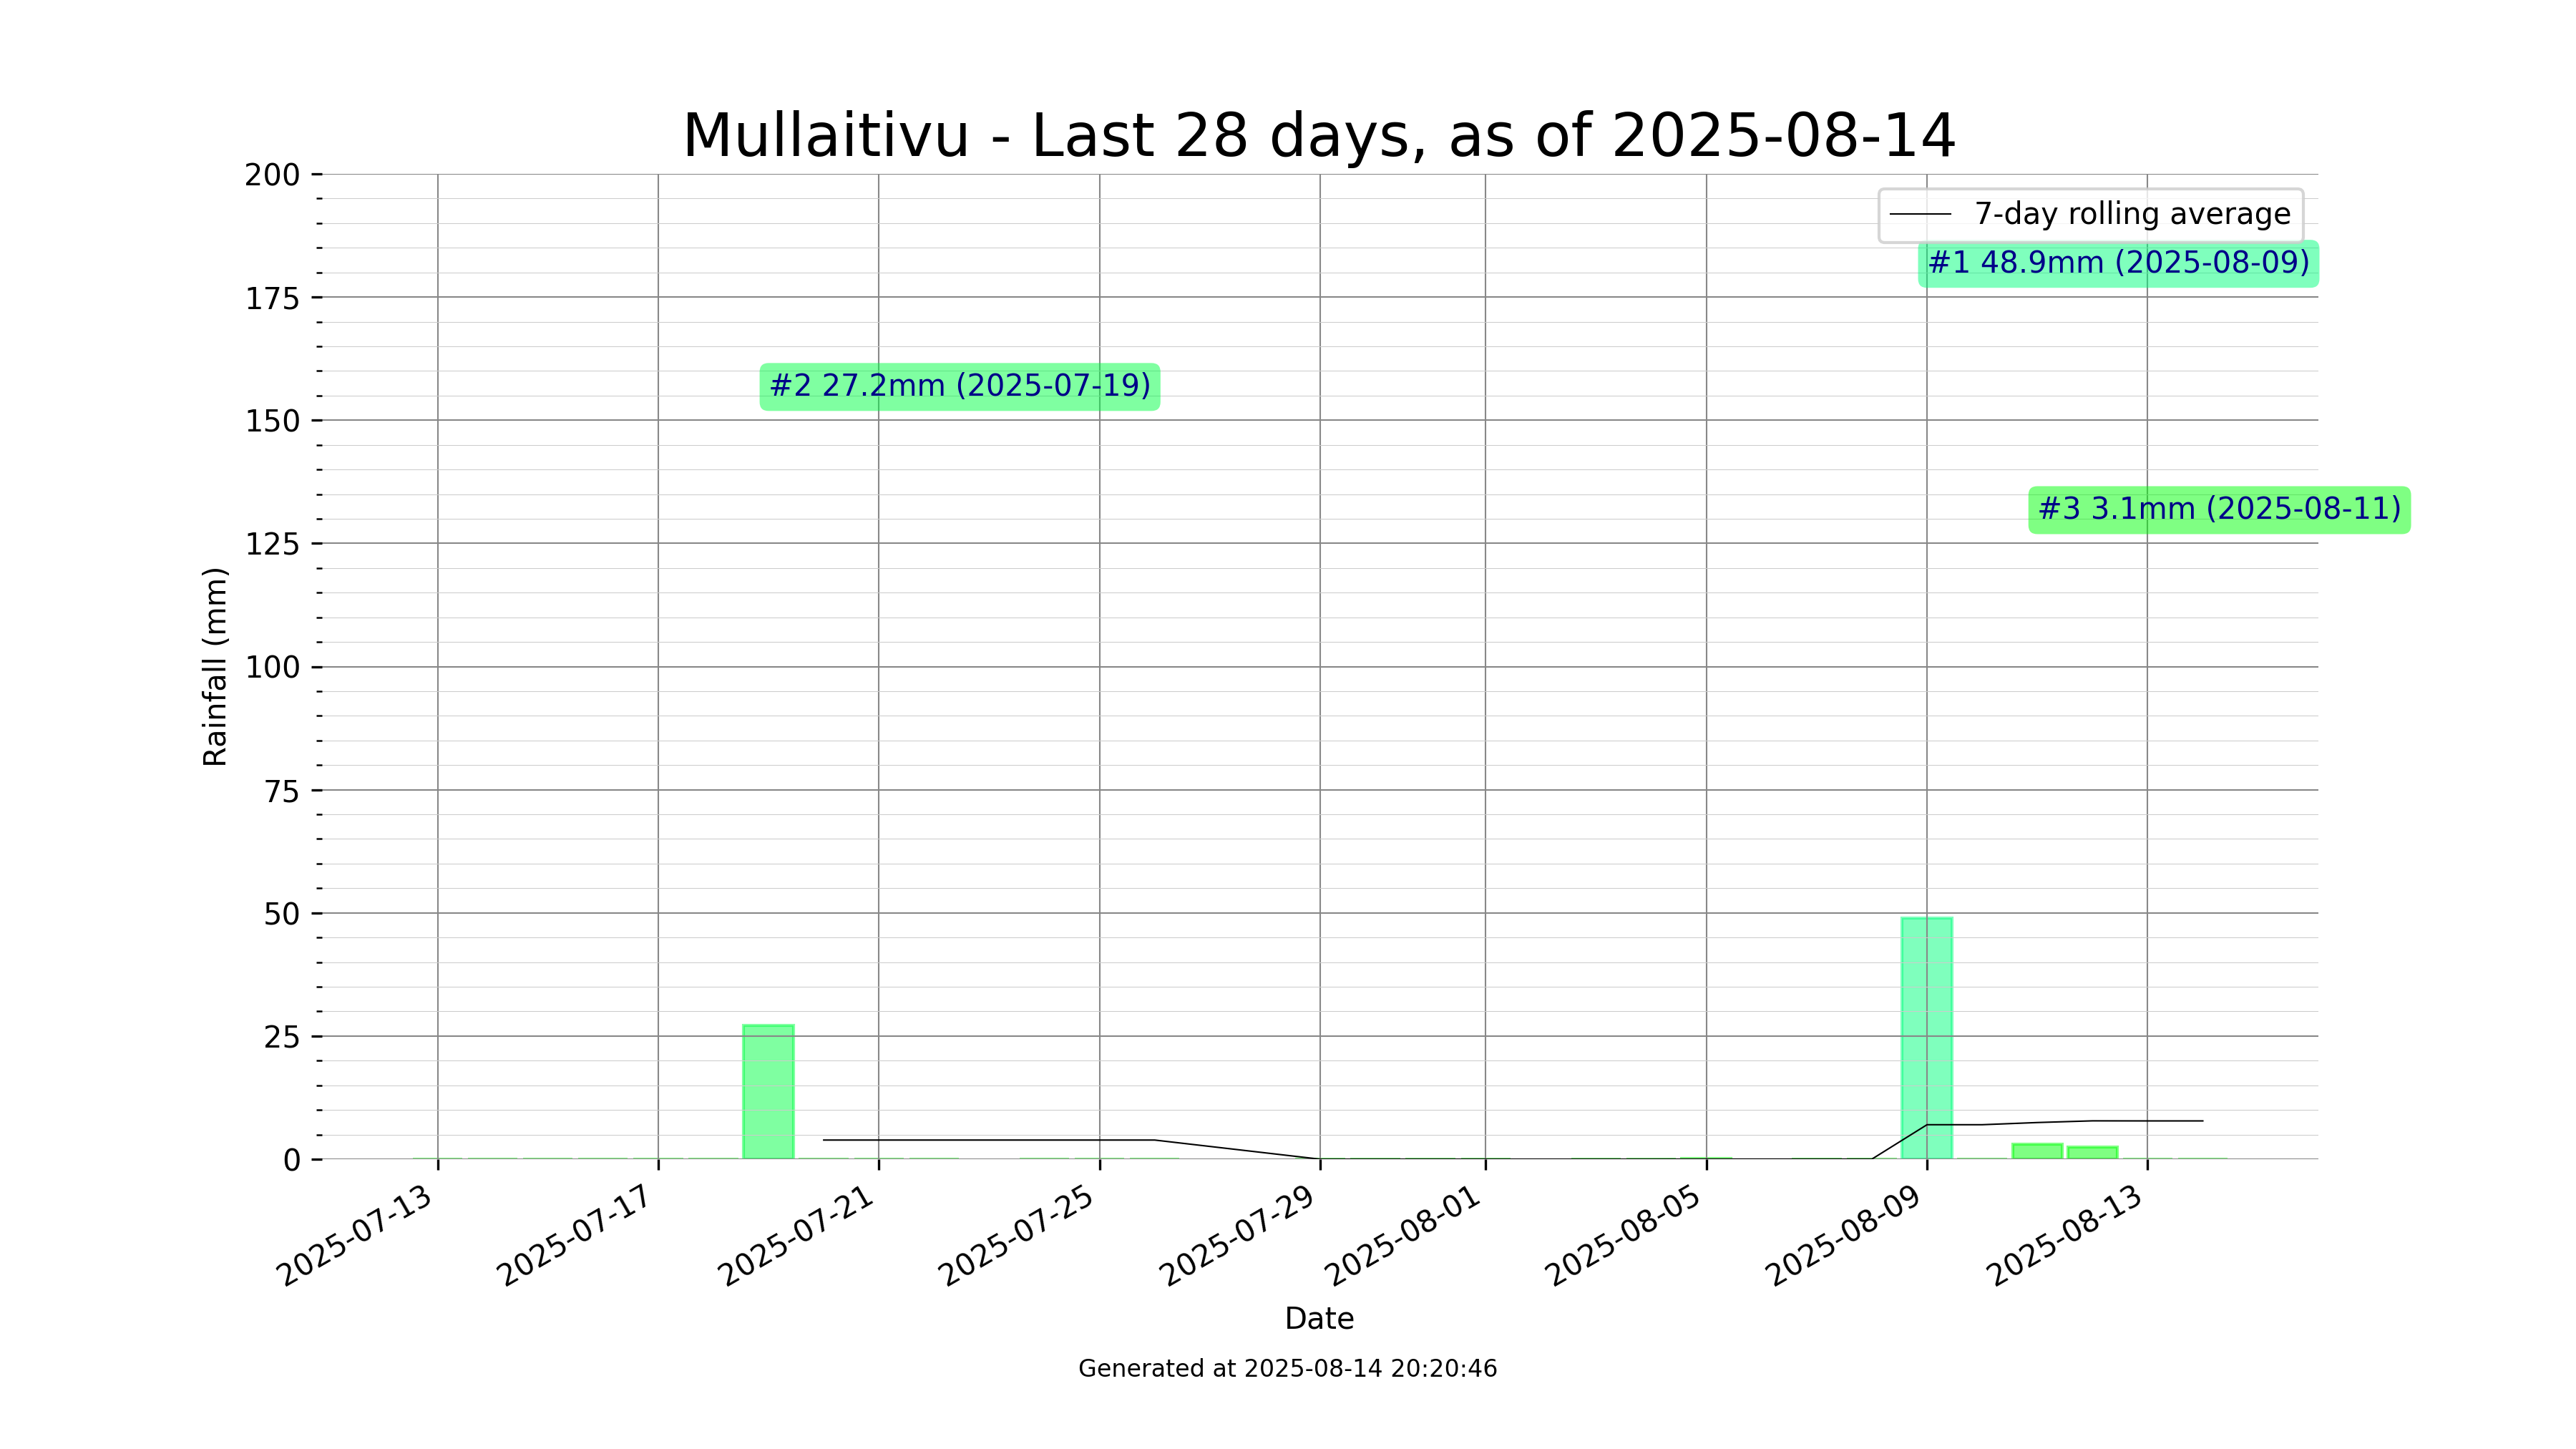 Mullaitivu - Last 28 days, as of 2025-08-14
7-day rolling average
#1 48.9mm (2025-08-09)
#2 27.2mm (2025-07-19)
#3 3.1mm (2025-08-11)
Rainfall (mm)
200
175
150
125
100
75
50
25
0
2025-07-13
2025-07-17
2025-07-21
2025-07-25
2025-07-29
2025-08-01
2025-08-05
2025-08-09
2025-08-13
Date
Generated at 2025-08-14 20:20:46